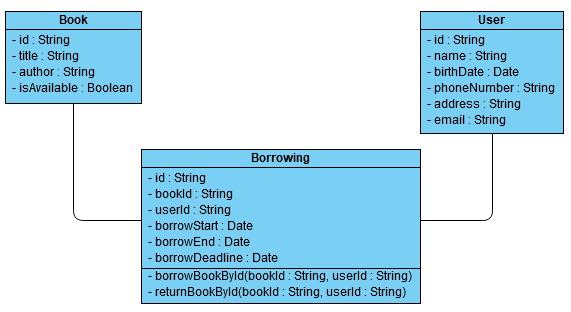 Book
- id : String
- title : String
- author : String
- isAvailable : Boolean
User
- id : String
- name : String
- birthDate : Date
- phoneNumber : String
- address : String
- email : String
Borrowing
- id : String
- bookId : String
- userId : String
- borrowStart : Date
- borrowEnd : Date
- borrowDeadline : Date
- borrowBookById(bookId : String, userId : String)
- returnBookById(bookId : String, userId : String)